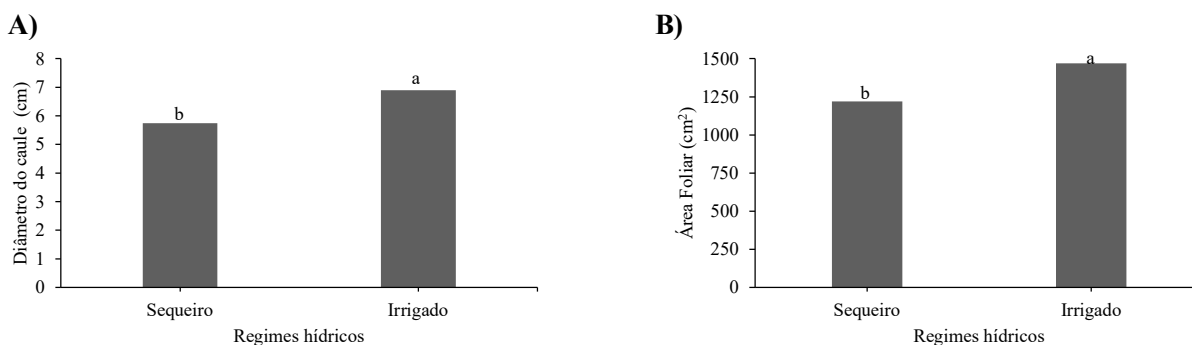 A)
Diâmetro do caule (cm)
8
7
6
5
4
3
2
1
0
b
a
Sequeiro
Irrigado
Regimes hídricos
B)
Área Foliar (cm²)
1500
1250
1000
750
500
250
0
b
a
Sequeiro
Irrigado
Regimes hídricos